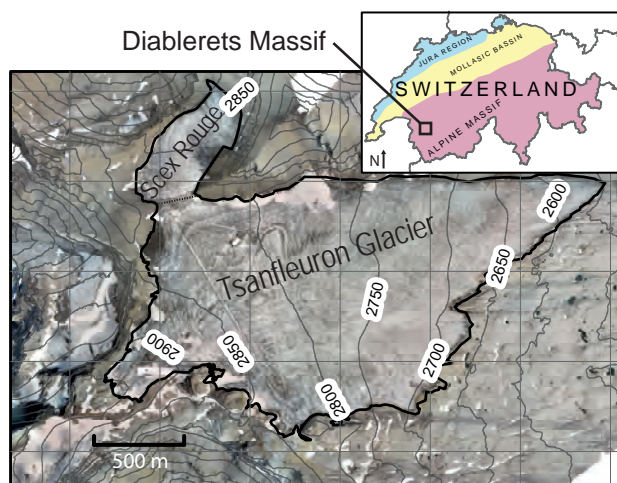 Diablerets Massif
JURA REGION
MOLLASIC BASSIN
SWITZERLAND
ALPINE MASSIF
N
2850
Scex Rouge
2600
Tsanfleuron Glacier
2650
2750
2900
2850
2700
2800
500 m